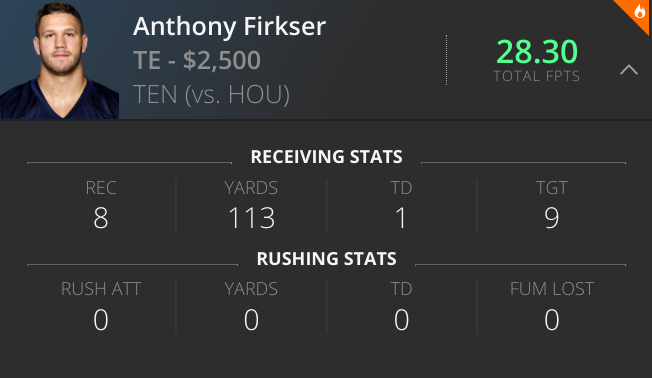 Anthony Firkser
TE - $2,500
TEN (vs. HOU)
28.30
TOTAL FPTS
RECEIVING STATS
REC YARDS TD TGT
8 113 1 9
RUSHING STATS
RUSH ATT YARDS TD FUM LOST
0 0 0 0